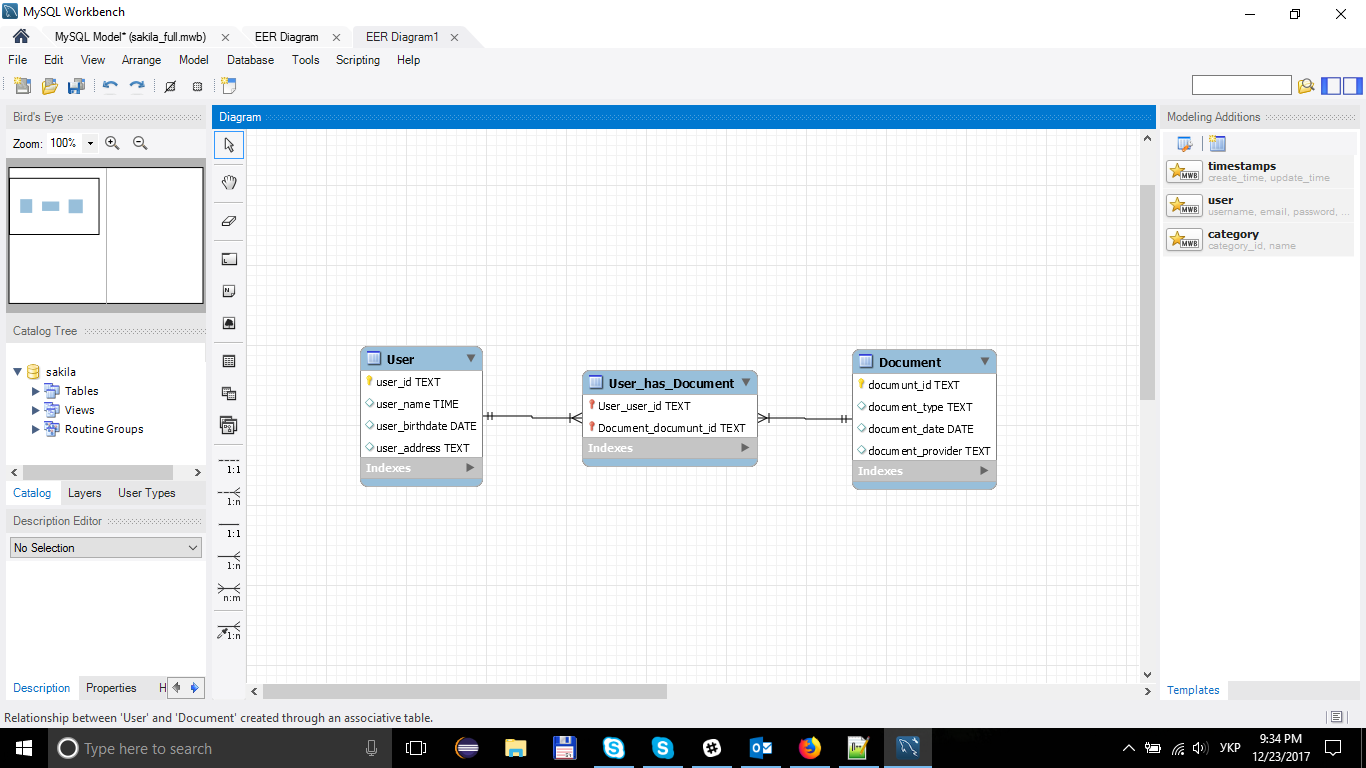 MySQL Workbench
MySQL Model* (sakila_full.mwb)
EER Diagram
EER Diagram1
File Edit View Arrange Model Database Tools Scripting Help
Bird's Eye
Zoom: 100%
Catalog Tree
sakila
Tables
Views
Routine Groups
Catalog Layers User Types
Description Editor
No Selection
Description Properties H
1:1
1:n
1:1
1:n
n:m
1:n
Diagram
User
user_id TEXT
user_name TIME
user_birthdate DATE
user_address TEXT
Indexes
User_has_Document
User_user_id TEXT
Document_documunt_id TEXT
Indexes
Document
documunt_id TEXT
document_type TEXT
document_date DATE
document_provider TEXT
Indexes
Modeling Additions
MWB
timestamps
create_time, update_time
MWB
user
username, email, password, ...
MWB
category
category_id, name
Templates
Relationship between 'User' and 'Document' created through an associative table.
Type here to search
УКР
9:34 PM
12/23/2017